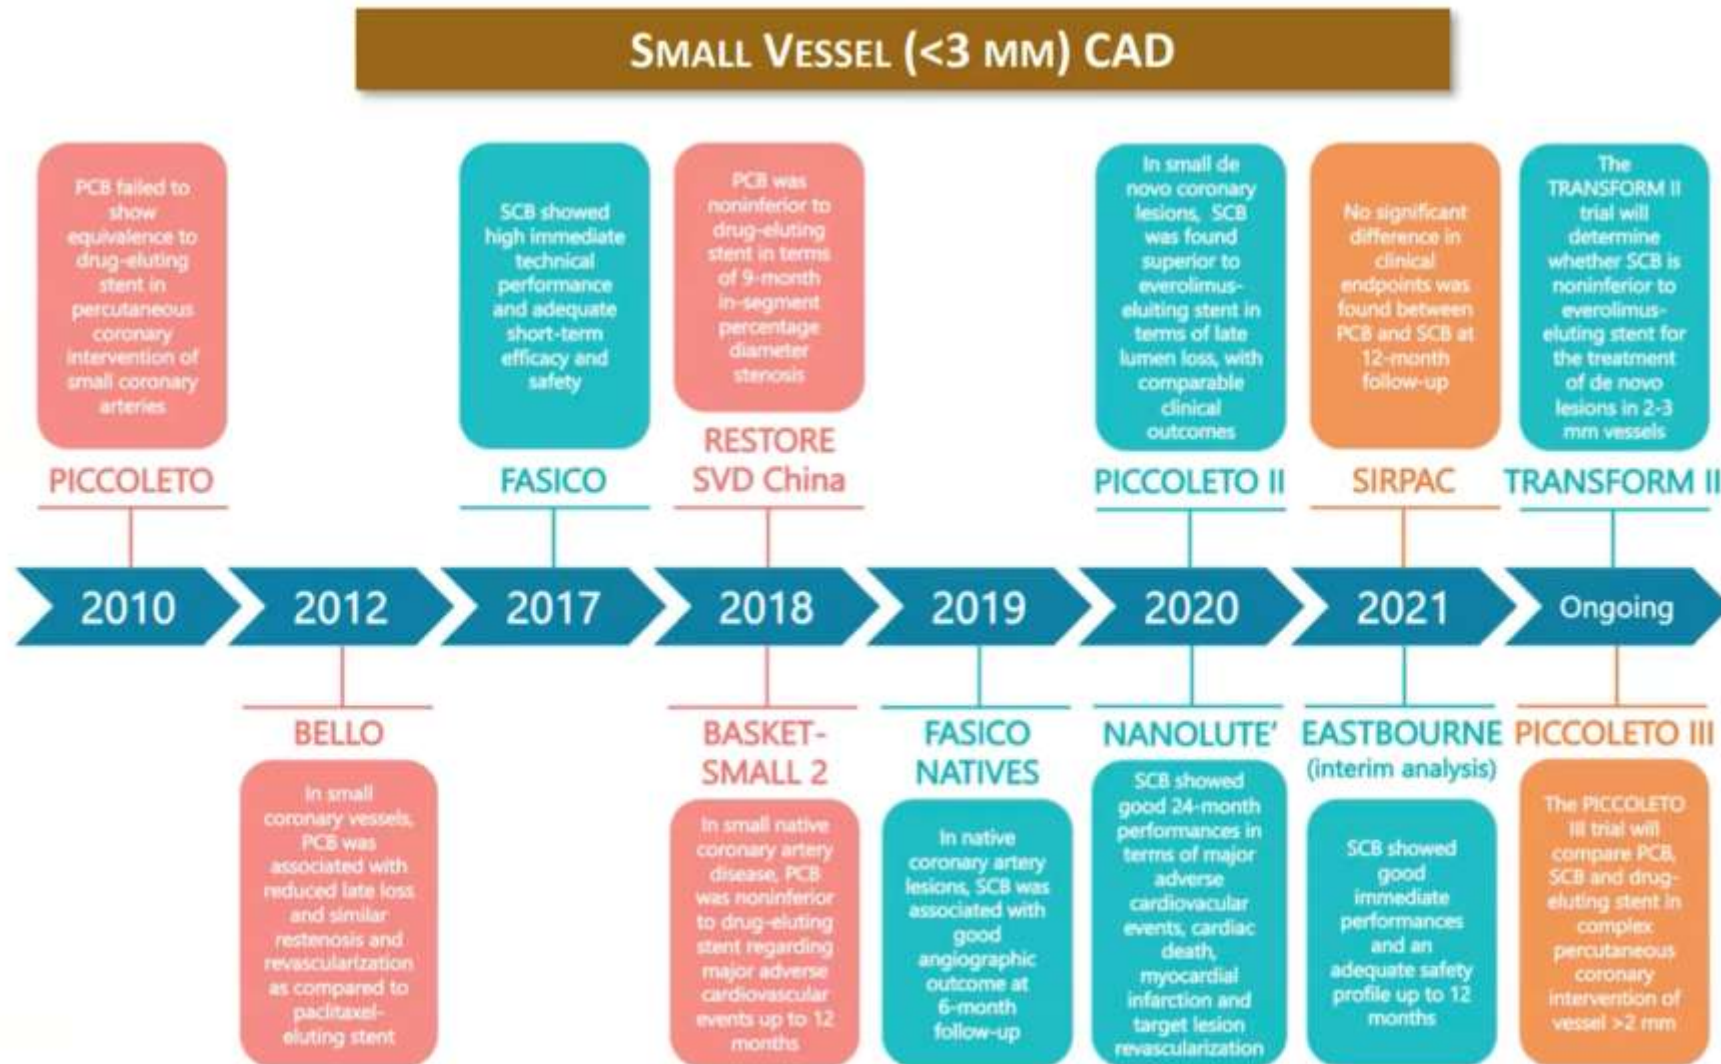 SMALL VESSEL (<3 MM) CAD
PCB failed to
show
equivalence to
drug-eluting
stent in
percutaneous
coronary
intervention of
small coronary
arteries
PICCOLETO
SCB showed
high immediate
technical
performance
and adequate
short-term
efficacy and
safety
FASICO
PCB was
noninferior to
drug-eluting
stent in terms
of 9-month
in-segment
percentage
diameter
stenosis
RESTORE
SVD China
In small de
novo coronary
lesions, SCB
was found
superior to
everolimus-
eluiting stent in
terms of late
lumen loss, with
comparable
clinical
outcomes
PICCOLETO II
No significant
difference in
clinical
endpoints was
found between
PCB and SCB at
12-month
follow-up
SIRPAC
The
TRANSFORM II
trial will
determine
whether SCB is
noninferior to
everolimus-
eluting stent for
the treatment
of de novo
lesions in 2-3
mm vessels
TRANSFORM II
2010
2012
2017
2018
2019
2020
2021
Ongoing
BELLO
In small
coronary vessels,
PCB was
associated with
reduced late loss
and similar
restenosis and
revascularization
as compared to
paclitaxel-
eluting stent
BASKET-
SMALL 2
In small native
coronary artery
disease, PCB
was noninferior
to drug-eluting
stent regarding
major adverse
cardiovascular
events up to 12
months
FASICO
NATIVES
In native
coronary artery
lesions, SCB was
associated with
good
angiographic
outcome at
6-month
follow-up
NANOLUTE'
SCB showed
good 24-month
performances in
terms of major
adverse
cardiovacular
events, cardiac
death,
myocardial
infarction and
target lesion
revascularization
EASTBOURNE
(interim analysis)
SCB showed
good
immediate
performances
and an
adequate safety
profile up to 12
months
PICCOLETO III
The PICCOLETO
III trial will
compare PCB,
SCB and drug-
eluting stent in
complex
percutaneous
coronary
intervention of
vessel >2 mm